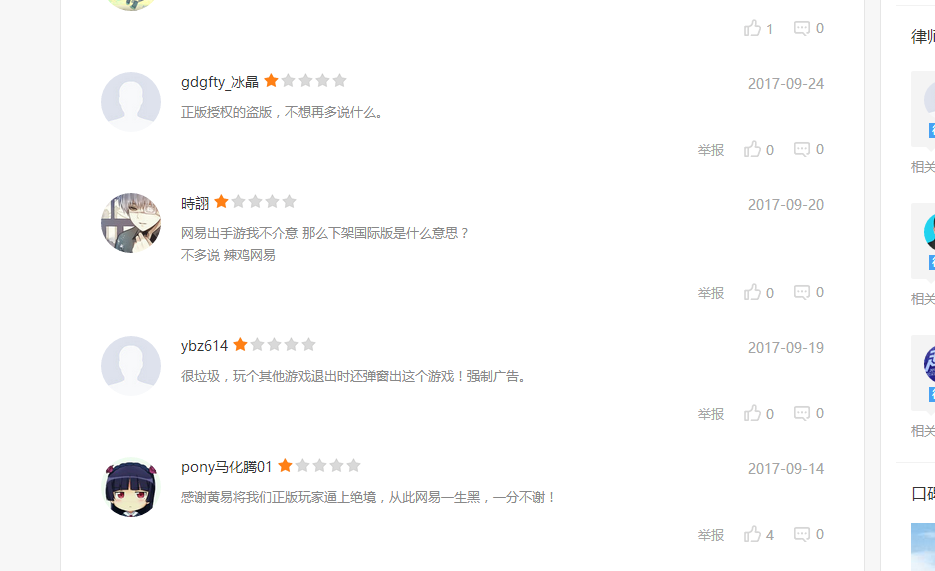 1 0
律师
gdgfty_冰晶 2017-09-24
正版授权的盗版，不想再多说什么。
举报 0 0
相关
時翾 2017-09-20
网易出手游我不介意 那么下架国际版是什么意思？
不多说 辣鸡网易
举报 0 0
相关
ybz614 2017-09-19
很垃圾，玩个其他游戏退出时还弹窗出这个游戏！强制广告。
举报 0 0
相关
pony马化腾01 2017-09-14
感谢黄易将我们正版玩家逼上绝境，从此网易一生黑，一分不谢！
口碑
举报 4 0